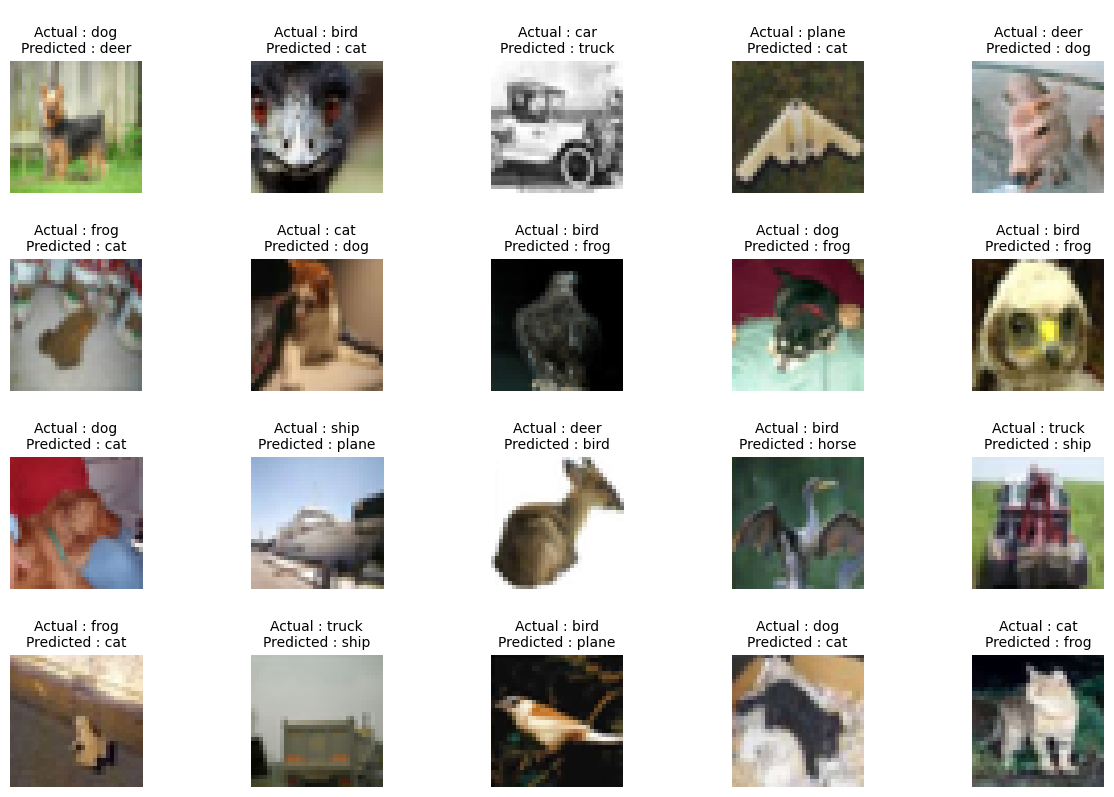 Actual : dog
Predicted : deer
Actual : bird
Predicted : cat
Actual : car
Predicted : truck
Actual : plane
Predicted : cat
Actual : deer
Predicted : dog
Actual : frog
Predicted : cat
Actual : cat
Predicted : dog
Actual : bird
Predicted : frog
Actual : dog
Predicted : frog
Actual : bird
Predicted : frog
Actual : dog
Predicted : cat
Actual : ship
Predicted : plane
Actual : deer
Predicted : bird
Actual : bird
Predicted : horse
Actual : truck
Predicted : ship
Actual : frog
Predicted : cat
Actual : truck
Predicted : ship
Actual : bird
Predicted : plane
Actual : dog
Predicted : cat
Actual : cat
Predicted : frog